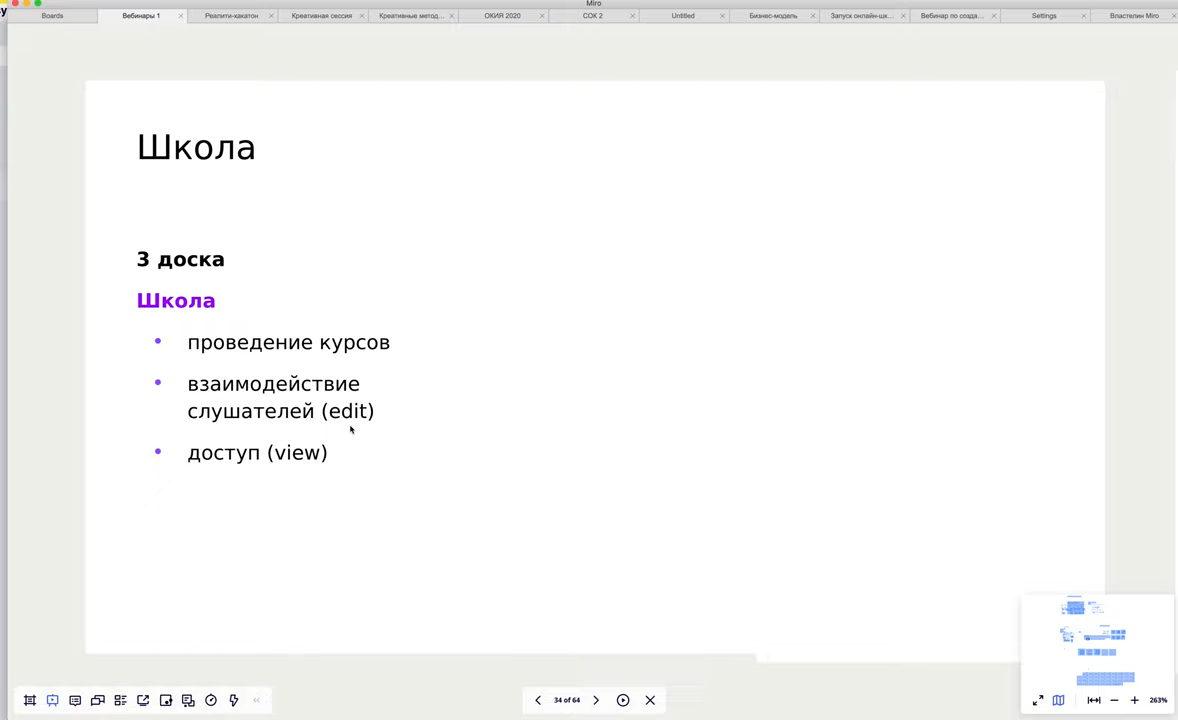 Miro
Boards
Вебинары 1
Реалити-хакатон
Креативная сессия
Креативные метод...
ОКИЯ 2020
СОК 2
Untitled
Бизнес-модель
Запуск онлайн-шк...
Вебинар по созда...
Settings
Властелин Miro
Школа
3 доска
Школа
• проведение курсов
• взаимодействие
слушателей (edit)
• доступ (view)
34 of 64
263%